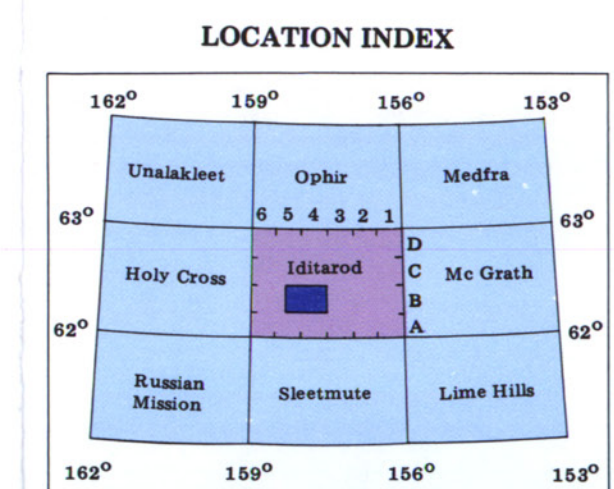 LOCATION INDEX
162° 159° 156° 153°
Unalakleet Ophir Medfra
6 5 4 3 2 1
63° 63°
D
Iditarod C
Holy Cross Mc Grath
B
62° A 62°
Russian
Mission Sleetmute Lime Hills
162° 159° 156° 153°